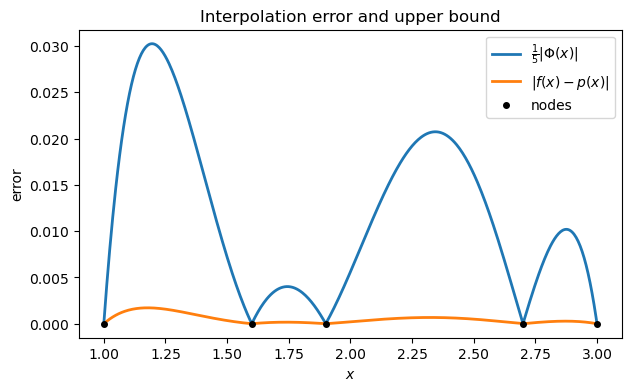 Interpolation error and upper bound
error
0.030
0.025
0.020
0.015
0.010
0.005
0.000
1/5|Φ(x)|
|f(x) − p(x)|
nodes
1.00 1.25 1.50 1.75 2.00 2.25 2.50 2.75 3.00
x